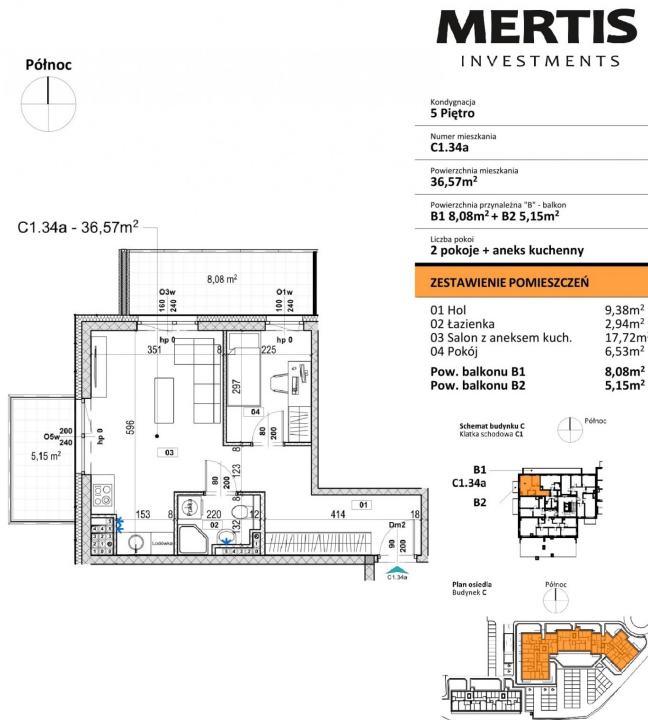 MERTIS
INVESTMENTS
Północ
Kondygnacja
5 Piętro
Numer mieszkania
C1.34a
Powierzchnia mieszkania
36,57m²
Powierzchnia przynależna "B" - balkon
B1 8,08m² + B2 5,15m²
Liczba pokoi
2 pokoje + aneks kuchenny
ZESTAWIENIE POMIESZCZEŃ
01 Hol 9,38m²
02 Łazienka 2,94m²
03 Salon z aneksem kuch. 17,72m²
04 Pokój 6,53m²
Pow. balkonu B1 8,08m²
Pow. balkonu B2 5,15m²
C1.34a - 36,57m²
8,08 m²
O3w
160
240
O1w
100
240
hp 0
hp 0
351
8
225
297
04
80
200
O5w
200
240
hp 0
5,15 m²
596
03
8
123
8
80
200
01
153
8
220
12
414
18
Pralka
02
132
Lodówka
Dm2
90
200
C1.34a
Schemat budynku C
Klatka schodowa C1
Północ
B1
C1.34a
B2
Plan osiedla
Budynek C
Północ